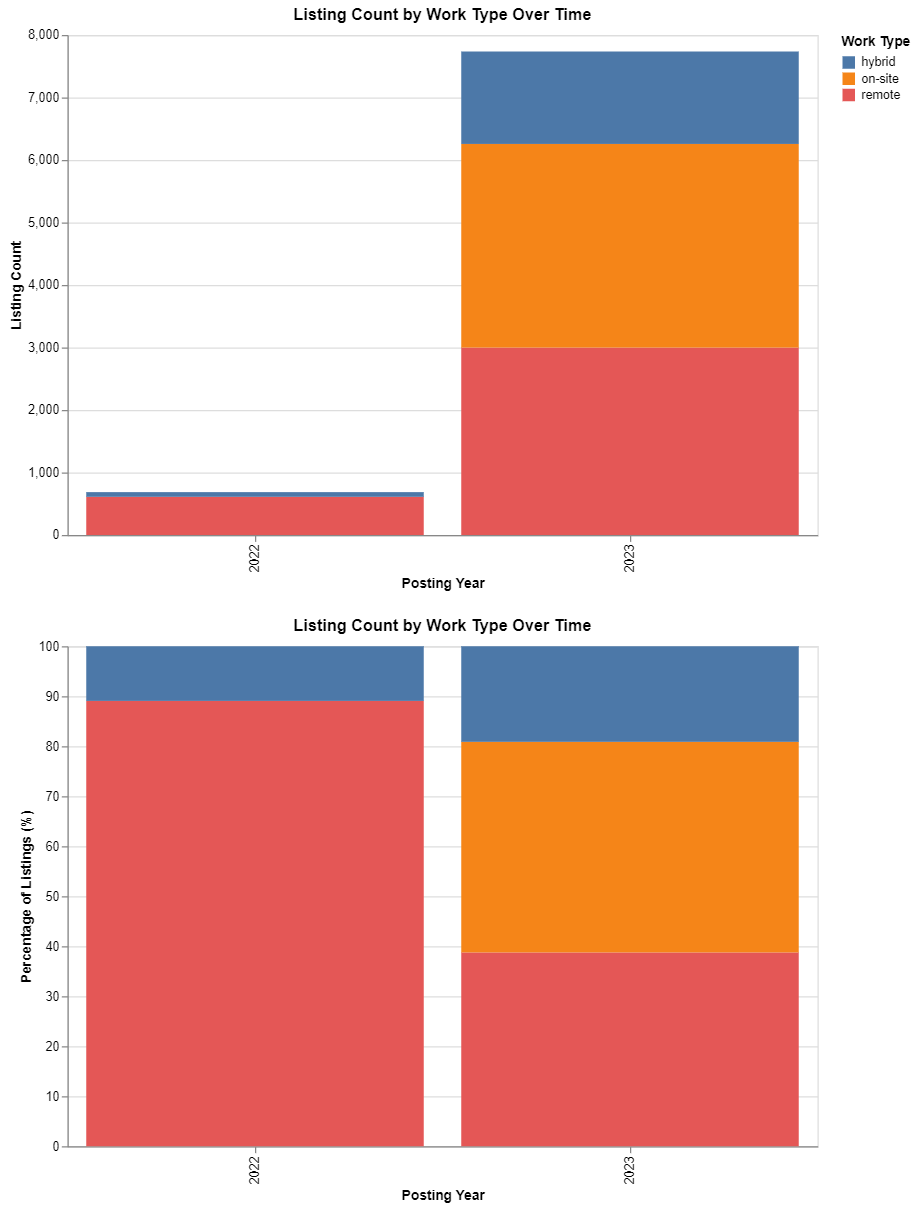 Listing Count by Work Type Over Time
Work Type
hybrid
on-site
remote
8,000
7,000
6,000
5,000
4,000
3,000
2,000
1,000
0
Listing Count
2022
2023
Posting Year
Listing Count by Work Type Over Time
100
90
80
70
60
50
40
30
20
10
0
Percentage of Listings (%)
2022
2023
Posting Year